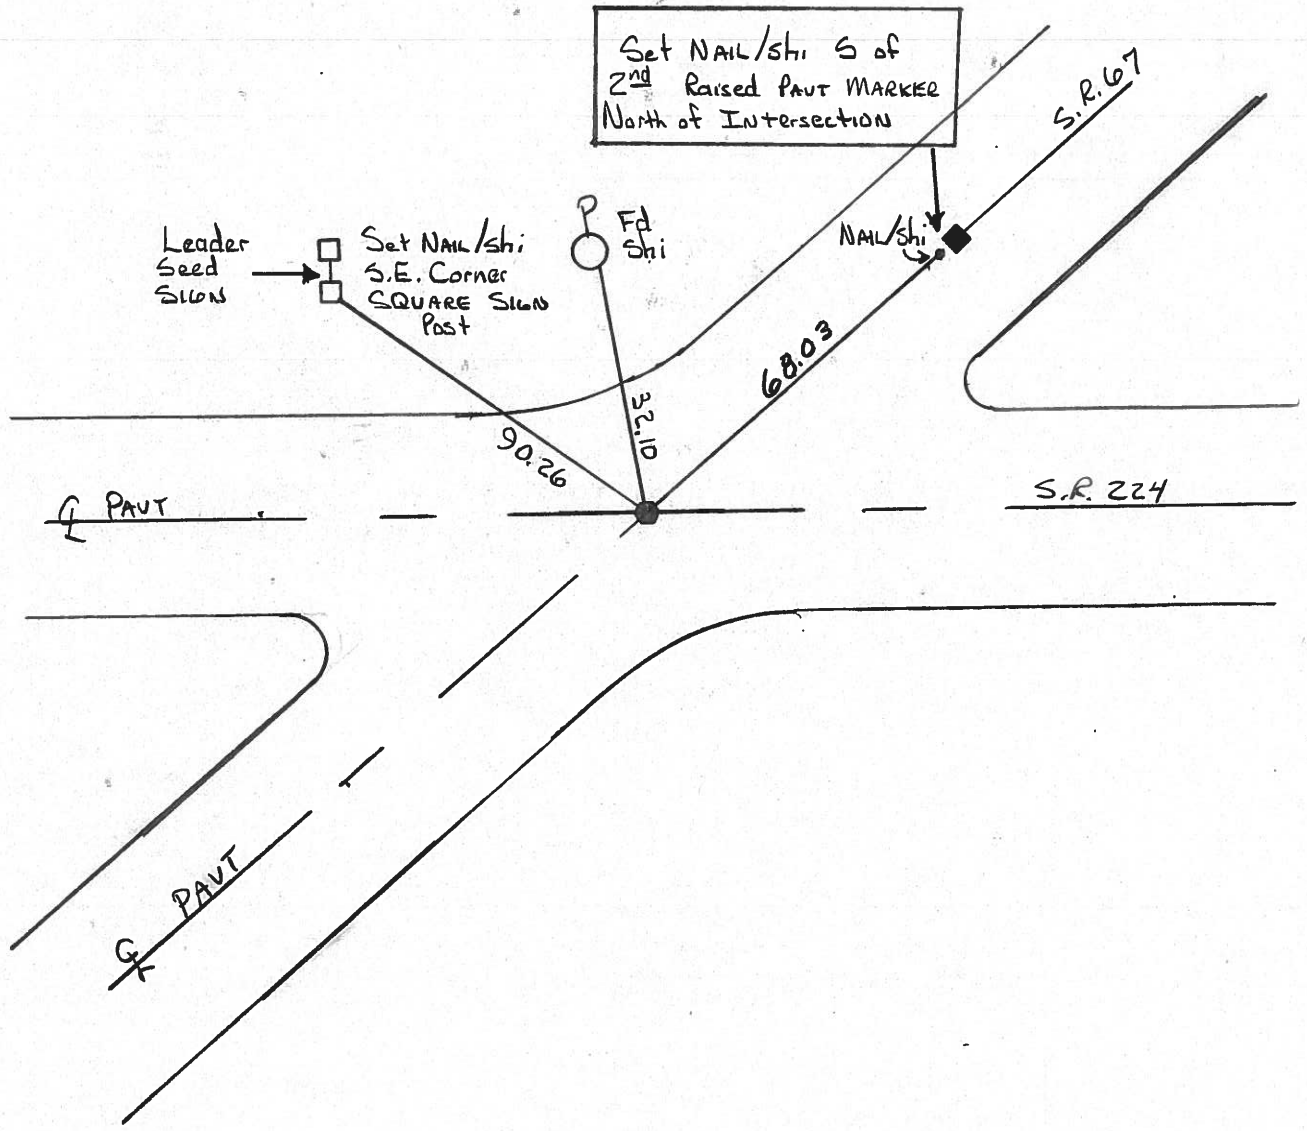 Set NAIL/shi S of
2nd Raised PAVT MARKER
North of INTERSECTION
S.R. 67
P
Fd
Shi
Leader
Seed
SIGN
Set NAIL/shi
S.E. Corner
SQUARE SIGN
Post
NAIL/shi
68.03
32.10
90.26
℄ PAVT
S.R. 224
℄ PAVT